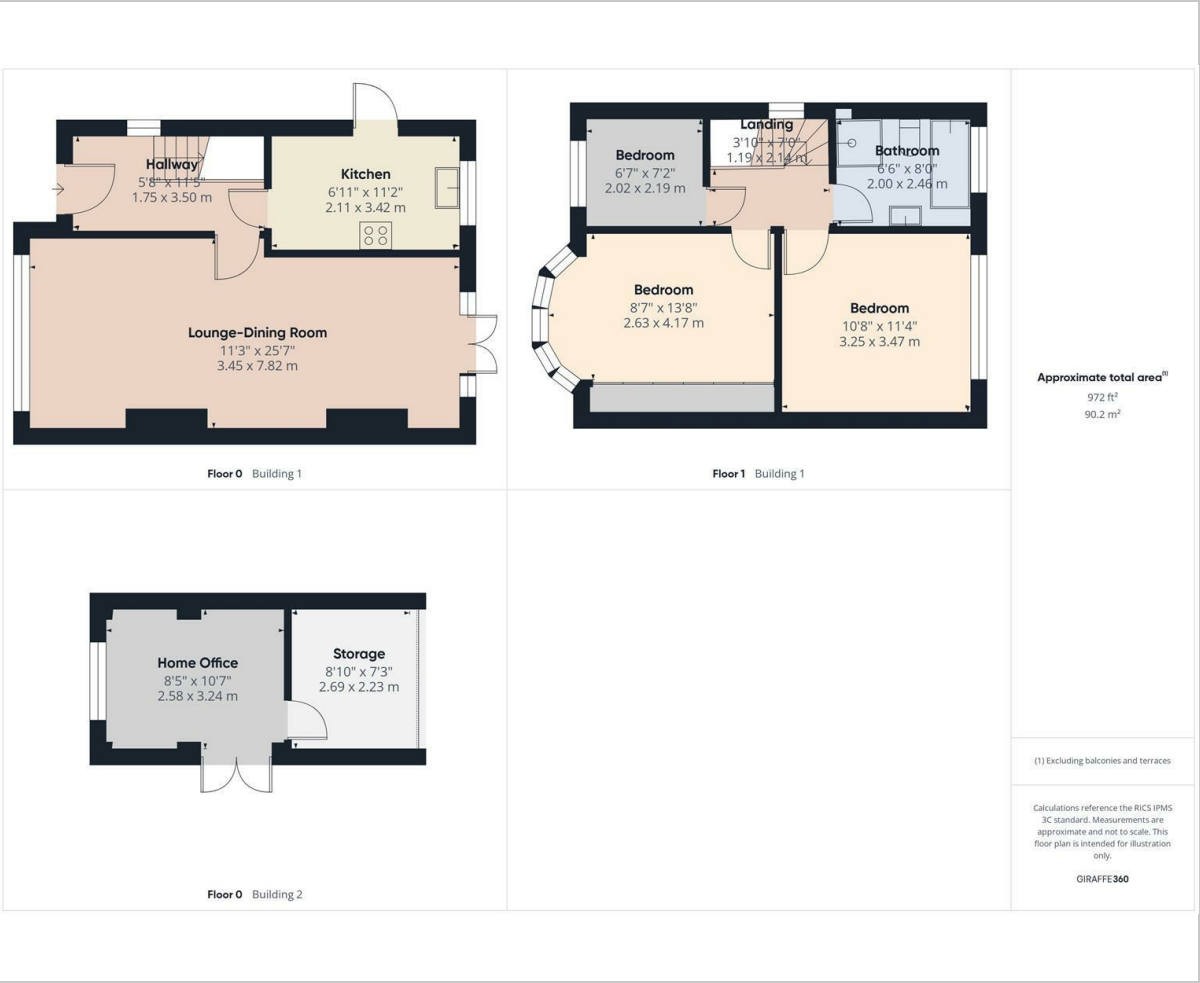 Hallway
5'8" x 11'5"
1.75 x 3.50 m
Kitchen
6'11" x 11'2"
2.11 x 3.42 m
Lounge-Dining Room
11'3" x 25'7"
3.45 x 7.82 m
Floor 0 Building 1
Landing
3'10" x 7'0"
1.19 x 2.14 m
Bedroom
6'7" x 7'2"
2.02 x 2.19 m
Bathroom
6'6" x 8'0"
2.00 x 2.46 m
Bedroom
8'7" x 13'8"
2.63 x 4.17 m
Bedroom
10'8" x 11'4"
3.25 x 3.47 m
Floor 1 Building 1
Home Office
8'5" x 10'7"
2.58 x 3.24 m
Storage
8'10" x 7'3"
2.69 x 2.23 m
Floor 0 Building 2
Approximate total area(1)
972 ft²
90.2 m²
(1) Excluding balconies and terraces
Calculations reference the RICS IPMS
3C standard. Measurements are
approximate and not to scale. This
floor plan is intended for illustration
only.
GIRAFFE360